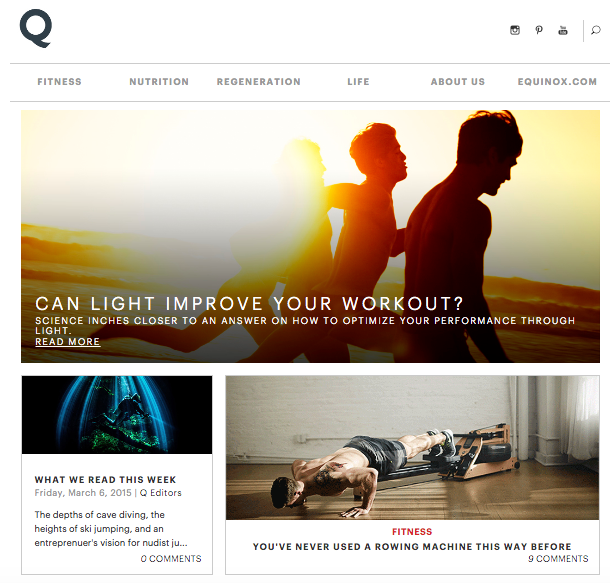 Q
You Tube
FITNESS NUTRITION REGENERATION LIFE ABOUT US EQUINOX.COM
CAN LIGHT IMPROVE YOUR WORKOUT?
SCIENCE INCHES CLOSER TO AN ANSWER ON HOW TO OPTIMIZE YOUR PERFORMANCE THROUGH
LIGHT.
READ MORE
WHAT WE READ THIS WEEK
Friday, March 6, 2015 | Q Editors
The depths of cave diving, the
heights of ski jumping, and an
entreprenuer's vision for nudist ju...
0 COMMENTS
FITNESS
YOU'VE NEVER USED A ROWING MACHINE THIS WAY BEFORE
9 COMMENTS